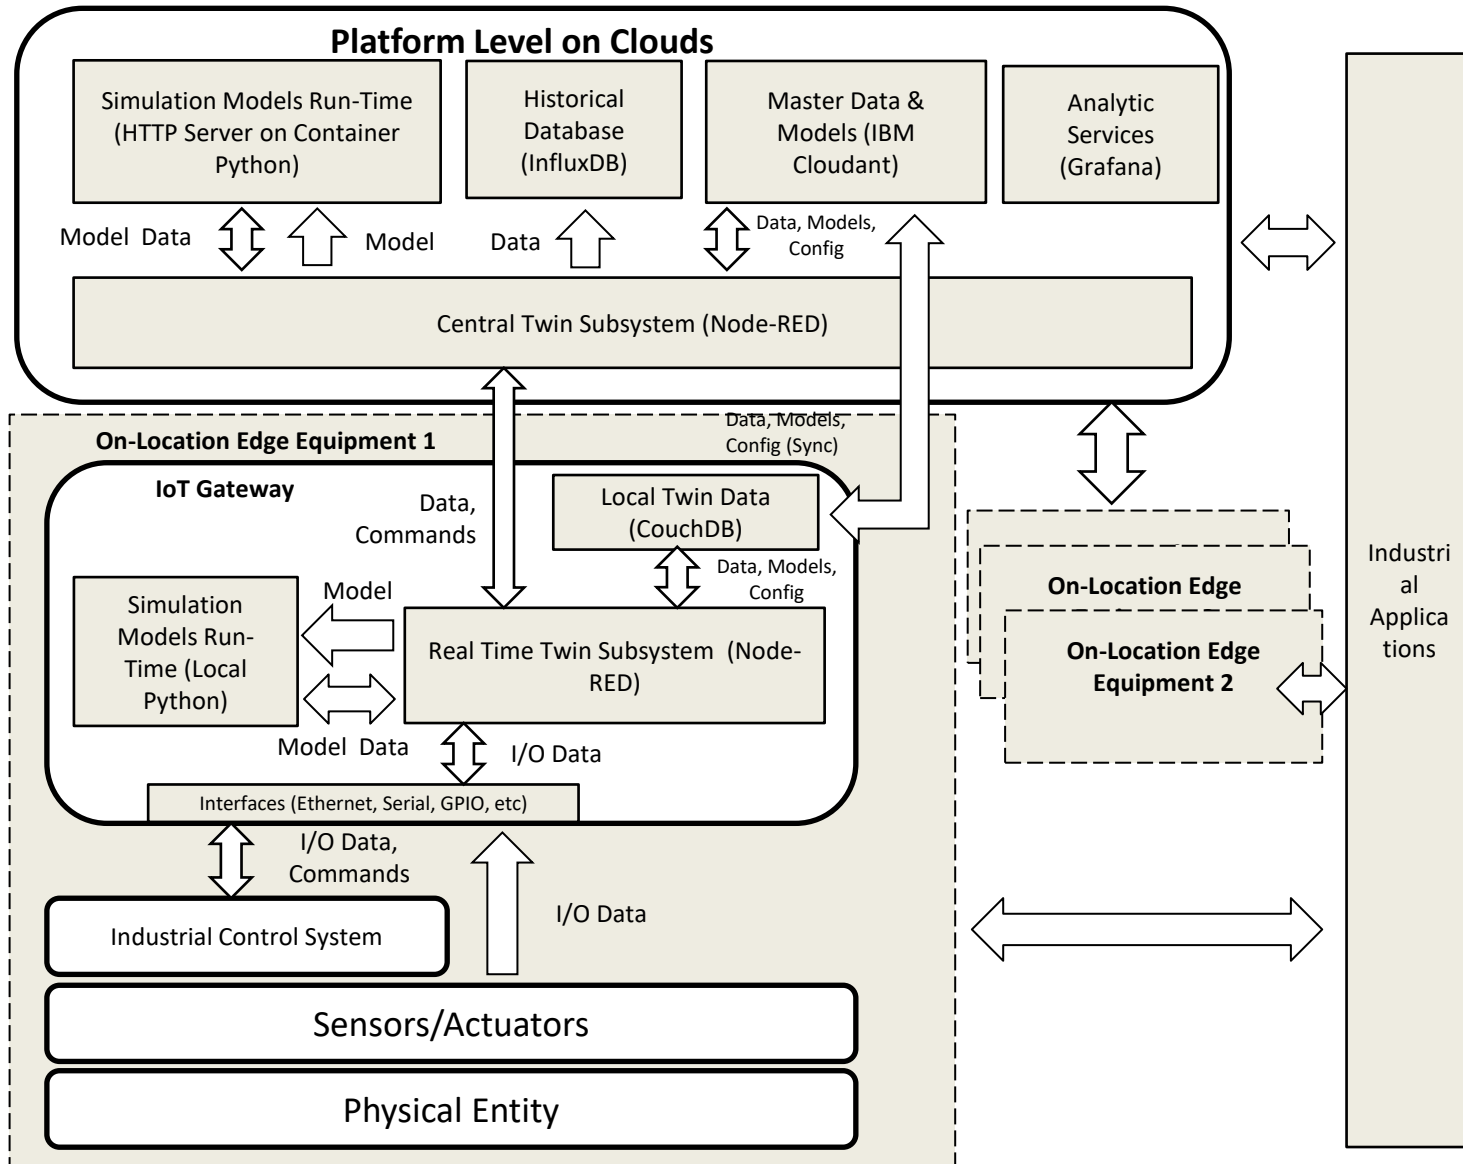 Platform Level on Clouds
Simulation Models Run-Time
(HTTP Server on Container
Python)
Historical
Database
(InfluxDB)
Master Data &
Models (IBM
Cloudant)
Analytic
Services
(Grafana)
Model Data
Model
Data
Data, Models,
Config
Central Twin Subsystem (Node-RED)
On-Location Edge Equipment 1
Data, Models,
Config (Sync)
IoT Gateway
Data,
Commands
Local Twin Data
(CouchDB)
Data, Models,
Config
Model
Simulation
Models Run-
Time (Local
Python)
Real Time Twin Subsystem (Node-
RED)
Model Data
I/O Data
Interfaces (Ethernet, Serial, GPIO, etc)
I/O Data,
Commands
I/O Data
Industrial Control System
Sensors/Actuators
Physical Entity
On-Location Edge
On-Location Edge
Equipment 2
Industri
al
Applica
tions